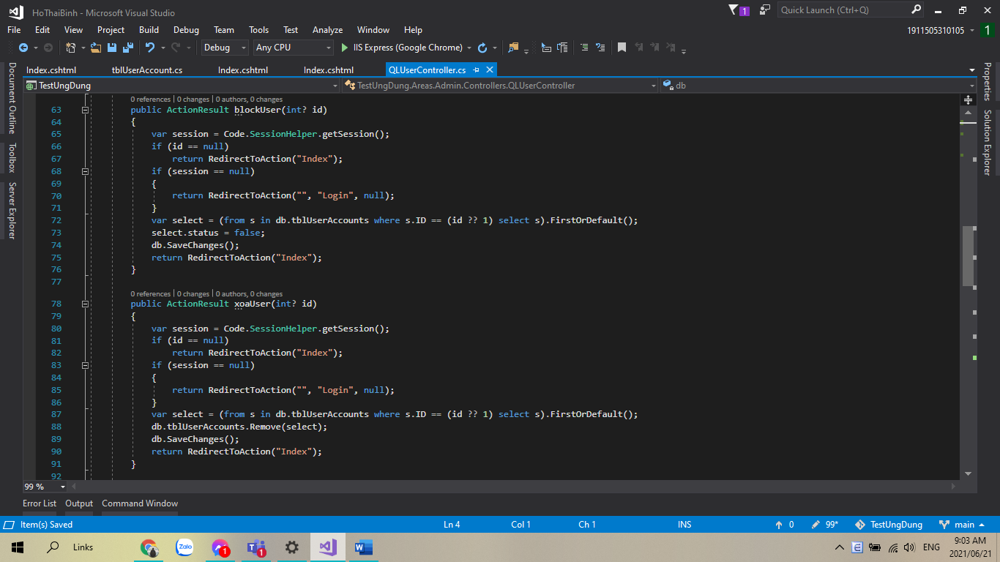 HoThaiBinh - Microsoft Visual Studio
1
Quick Launch (Ctrl+Q)
File Edit View Project Build Debug Team Tools Test Analyze Window Help
1911505310105
1
Debug Any CPU IIS Express (Google Chrome)
Index.cshtml tblUserAccount.cs Index.cshtml Index.cshtml QLUserController.cs
TestUngDung TestUngDung.Areas.Admin.Controllers.QLUserController db
Document Outline
Toolbox
Server Explorer
Properties
Solution Explorer
0 references | 0 changes | 0 authors, 0 changes
63 public ActionResult blockUser(int? id)
64 {
65 var session = Code.SessionHelper.getSession();
66 if (id == null)
67 return RedirectToAction("Index");
68 if (session == null)
69 {
70 return RedirectToAction("", "Login", null);
71 }
72 var select = (from s in db.tblUserAccounts where s.ID == (id ?? 1) select s).FirstOrDefault();
73 select.status = false;
74 db.SaveChanges();
75 return RedirectToAction("Index");
76 }
77
0 references | 0 changes | 0 authors, 0 changes
78 public ActionResult xoaUser(int? id)
79 {
80 var session = Code.SessionHelper.getSession();
81 if (id == null)
82 return RedirectToAction("Index");
83 if (session == null)
84 {
85 return RedirectToAction("", "Login", null);
86 }
87 var select = (from s in db.tblUserAccounts where s.ID == (id ?? 1) select s).FirstOrDefault();
88 db.tblUserAccounts.Remove(select);
89 db.SaveChanges();
90 return RedirectToAction("Index");
91 }
92
99 %
Error List Output Command Window
Item(s) Saved Ln 4 Col 1 Ch 1 INS 0 99* TestUngDung main
Links Zalo 1 1 ENG
9:03 AM
2021/06/21